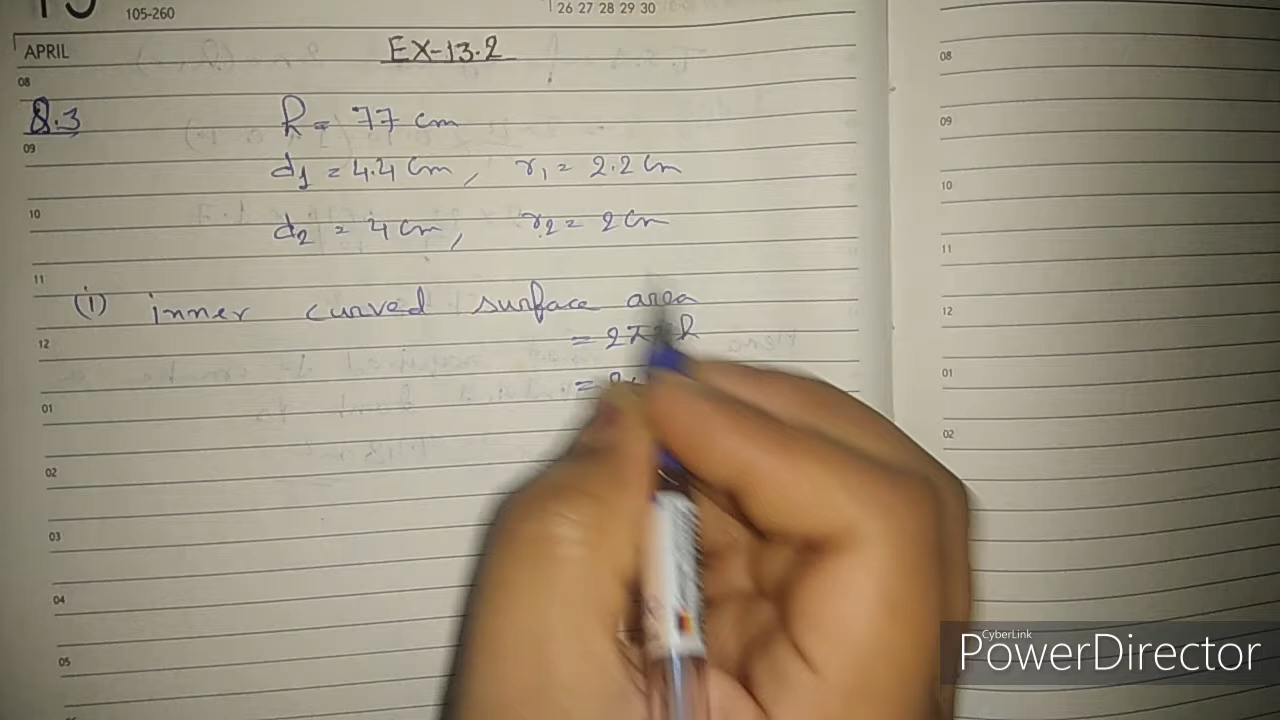 105-260
26 27 28 29 30
APRIL
EX-13.2
08
Q.3
h = 77 cm
09
d1 = 4.4 cm, r1 = 2.2 cm
10
d2 = 4 cm, r2 = 2 cm
11
(i) inner curved surface area
12
= 2π h
= 2
01
02
03
04
05
08
09
10
11
12
01
02
CyberLink
PowerDirector